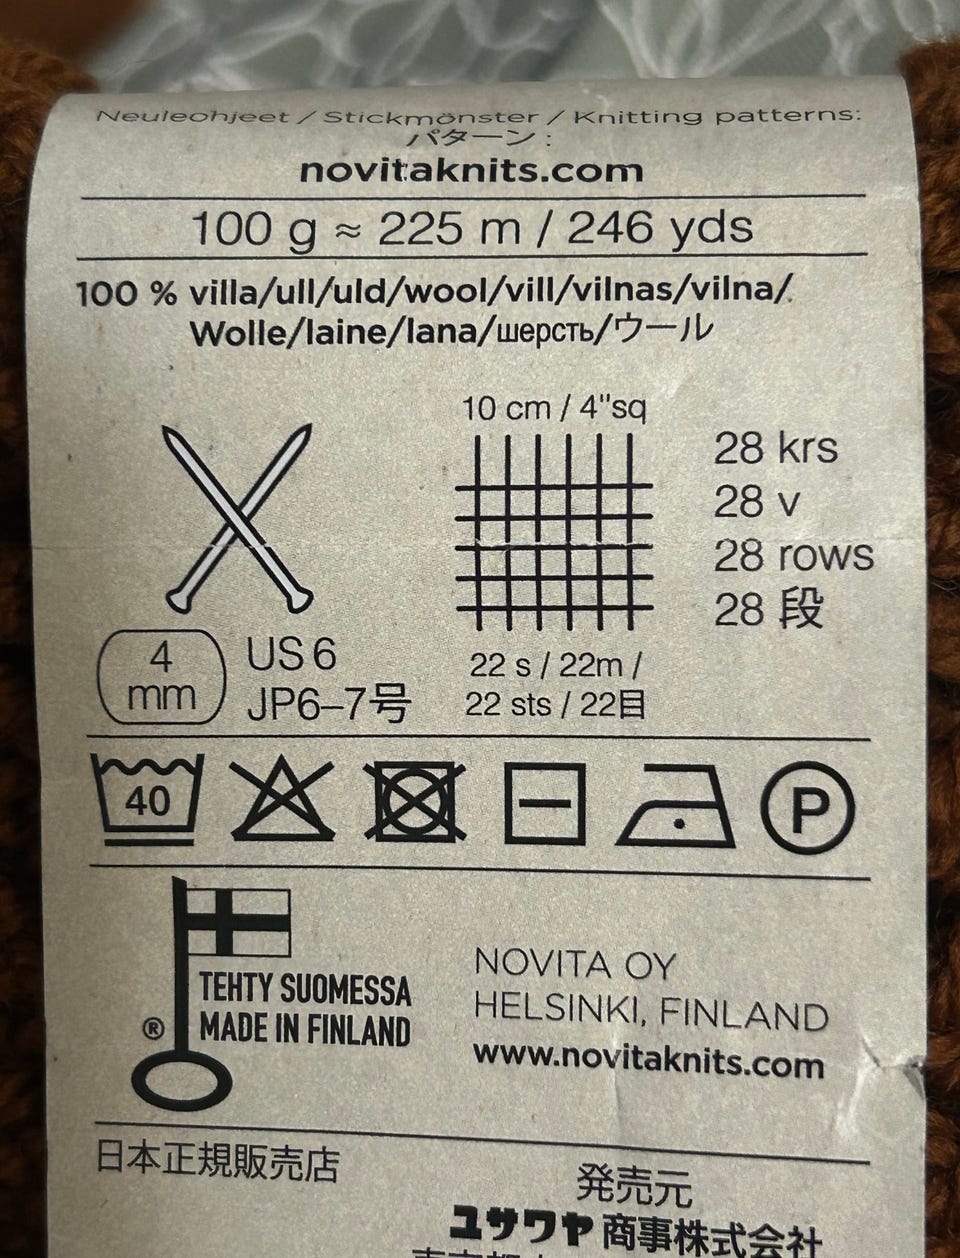 Neuleohjeet / Stickmönster / Knitting patterns:
パターン :
novitaknits.com
100 g ≈ 225 m / 246 yds
100 % villa/ull/uld/wool/vill/vilnas/vilna/
Wolle/laine/lana/шерсть/ウール
10 cm / 4"sq
28 krs
28 v
28 rows
28 段
4
mm
US 6
JP6–7号
22 s / 22m /
22 sts / 22目
40
P
TEHTY SUOMESSA
® MADE IN FINLAND
NOVITA OY
HELSINKI, FINLAND
www.novitaknits.com
日本正規販売店
発売元
ユサワヤ 商事株式会社